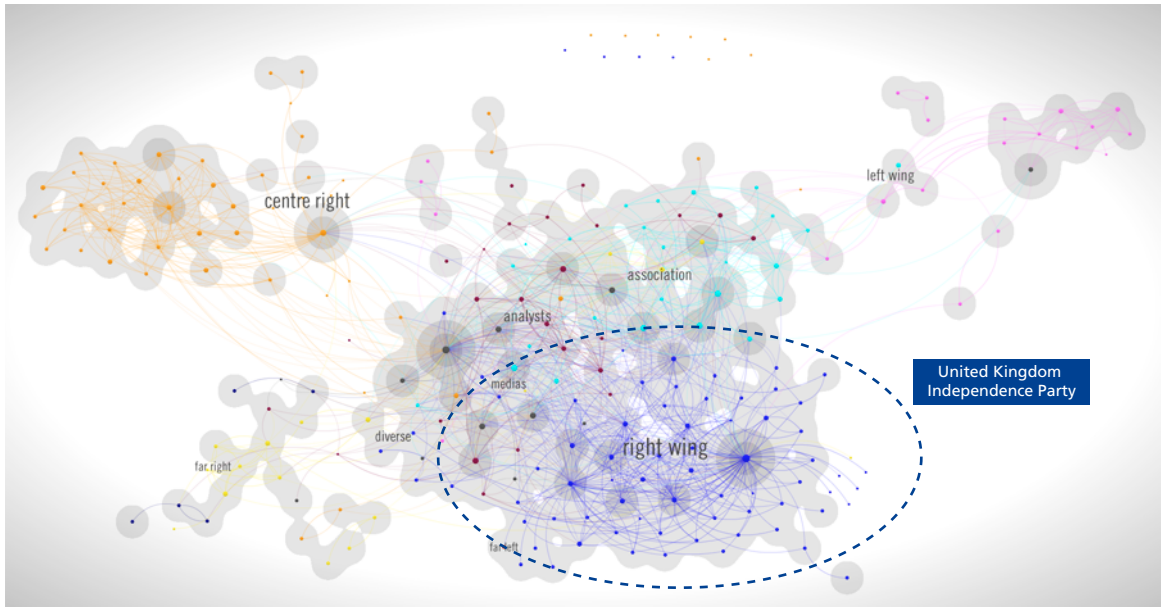 left wing
centre right
association
analysts
United Kingdom
Independence Party
medias
diverse
right wing
far right
far left